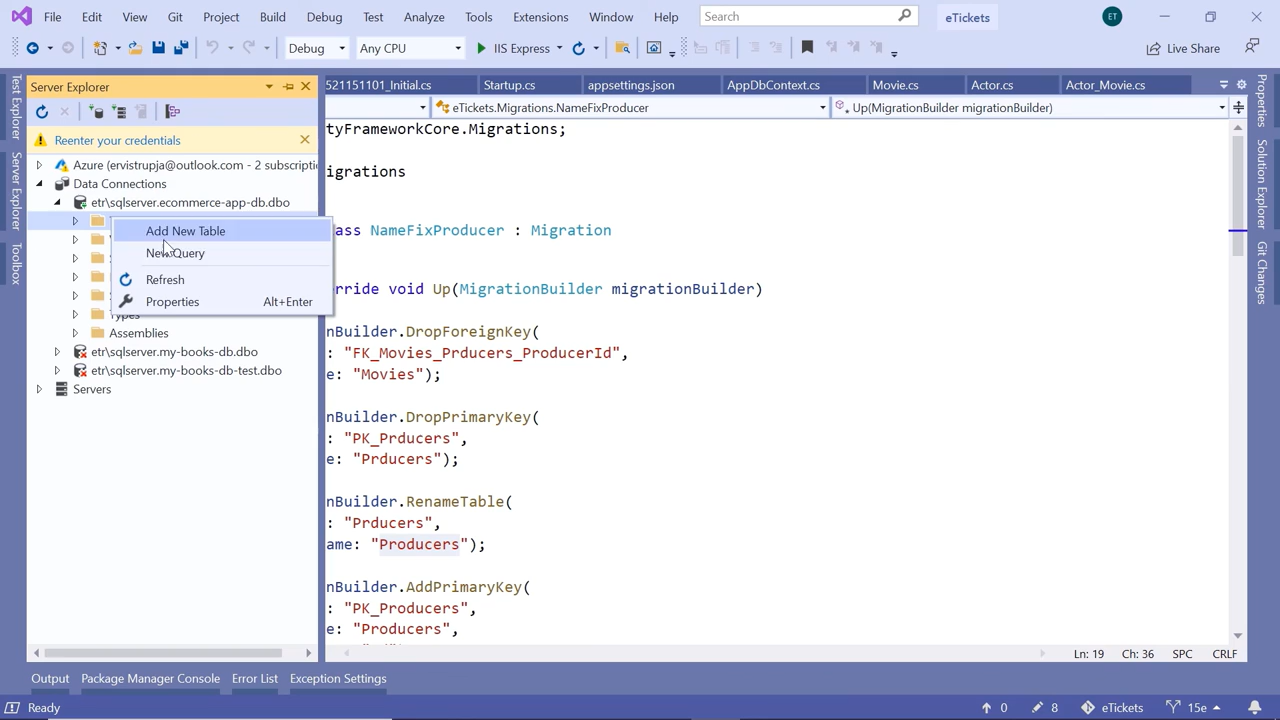 File Edit View Git Project Build Debug Test Analyze Tools Extensions Window Help Search eTickets ET
Debug Any CPU IIS Express Live Share
Server Explorer
521151101_Initial.cs Startup.cs appsettings.json AppDbContext.cs Movie.cs Actor.cs Actor_Movie.cs
eTickets.Migrations.NameFixProducer Up(MigrationBuilder migrationBuilder)
Reenter your credentials
Azure (ervistrupja@outlook.com - 2 subscriptio
Data Connections
etr\sqlserver.ecommerce-app-db.dbo
Add New Table
New Query
Refresh
Properties Alt+Enter
Types
Assemblies
etr\sqlserver.my-books-db.dbo
etr\sqlserver.my-books-db-test.dbo
Servers
tyFrameworkCore.Migrations;
igrations
ass NameFixProducer : Migration
erride void Up(MigrationBuilder migrationBuilder)
nBuilder.DropForeignKey(
: "FK_Movies_Prducers_ProducerId",
e: "Movies");
nBuilder.DropPrimaryKey(
: "PK_Prducers",
e: "Prducers");
nBuilder.RenameTable(
: "Prducers",
ame: "Producers");
nBuilder.AddPrimaryKey(
: "PK_Producers",
: "Producers",
Ln: 19 Ch: 36 SPC CRLF
Test Explorer
Server Explorer
Toolbox
Properties
Solution Explorer
Git Changes
Output Package Manager Console Error List Exception Settings
Ready 0 8 eTickets 15e